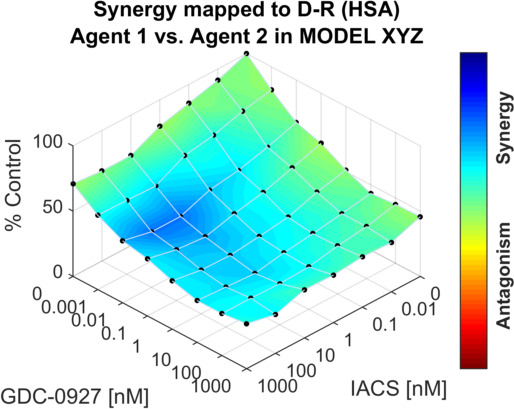 Synergy mapped to D-R (HSA)
Agent 1 vs. Agent 2 in MODEL XYZ
% Control
100
50
0
0
0.001
0.01
0.1
1
10
100
1000
GDC-0927 [nM]
0
0.01
0.1
1
10
100
1000
IACS [nM]
Synergy
Antagonism